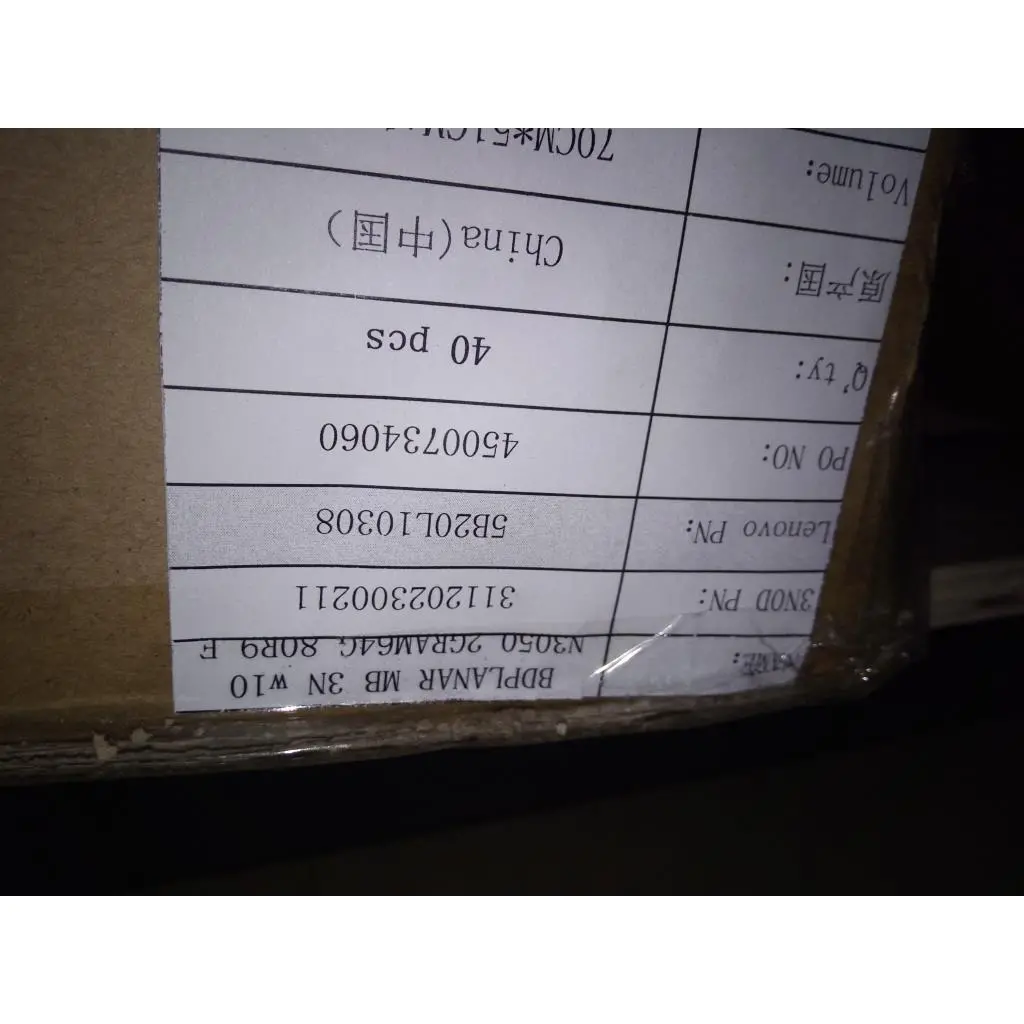 BDPLANAR MB 3N w10
N3050 2GRAM64G 80R9 F
3NOD PN: 311202300211
Lenovo PN: 5B20L10308
PO NO: 4500734060
Q'ty: 40 pcs
原产国: China(中国)
Volume: 70CM*51CM